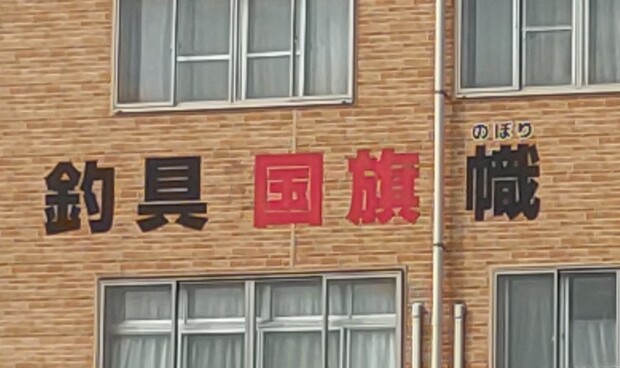 釣具 国旗 幟
のぼり